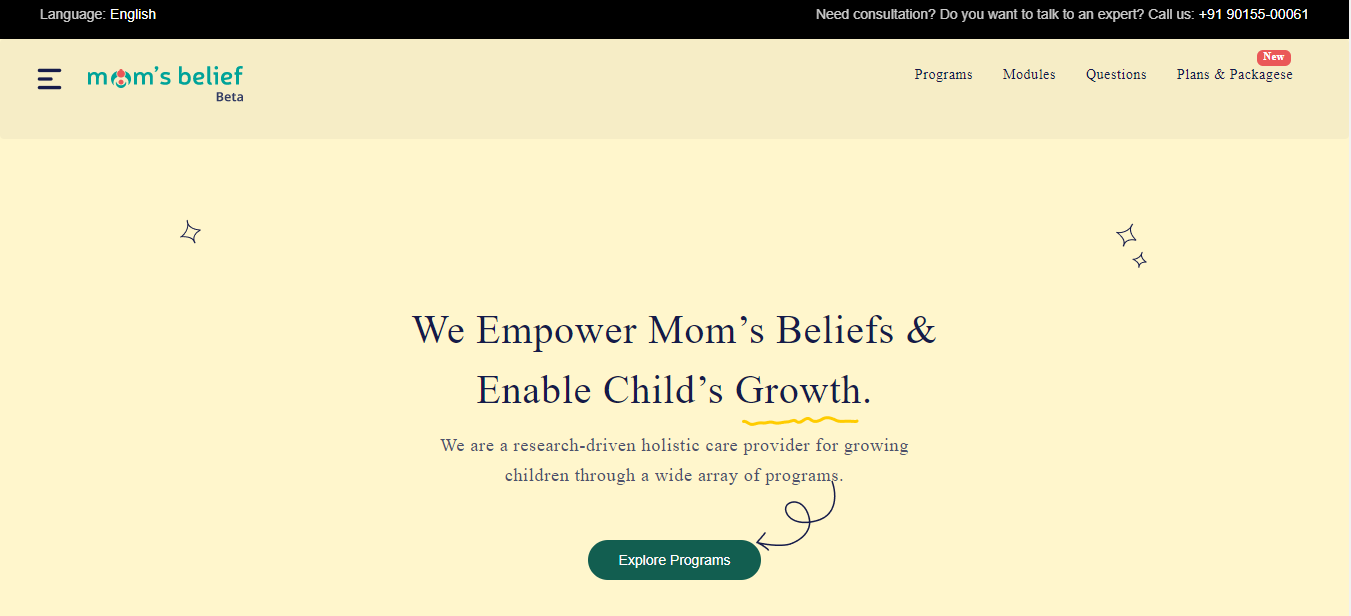 Language: English
Need consultation? Do you want to talk to an expert? Call us: +91 90155-00061
mom's belief
Beta
New
Programs Modules Questions Plans & Packagese
We Empower Mom’s Beliefs &
Enable Child’s Growth.
We are a research-driven holistic care provider for growing
children through a wide array of programs.
Explore Programs